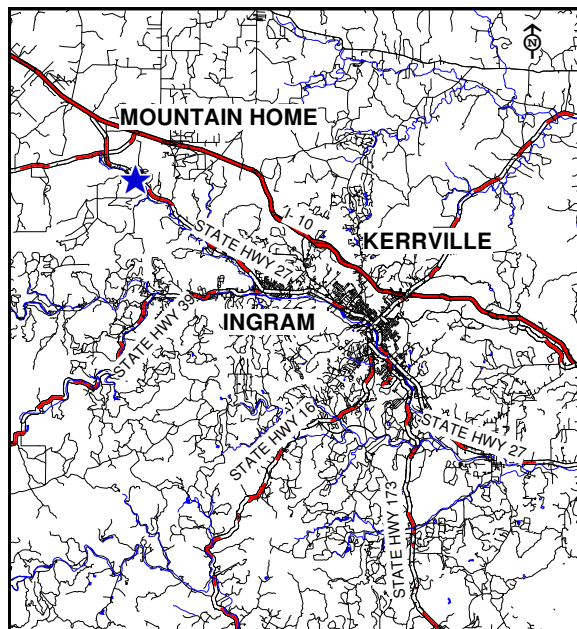 N
MOUNTAIN HOME
I- 10
STATE HWY 27
KERRVILLE
STATE HWY 39
INGRAM
STATE HWY 16
STATE HWY 27
STATE HWY 173